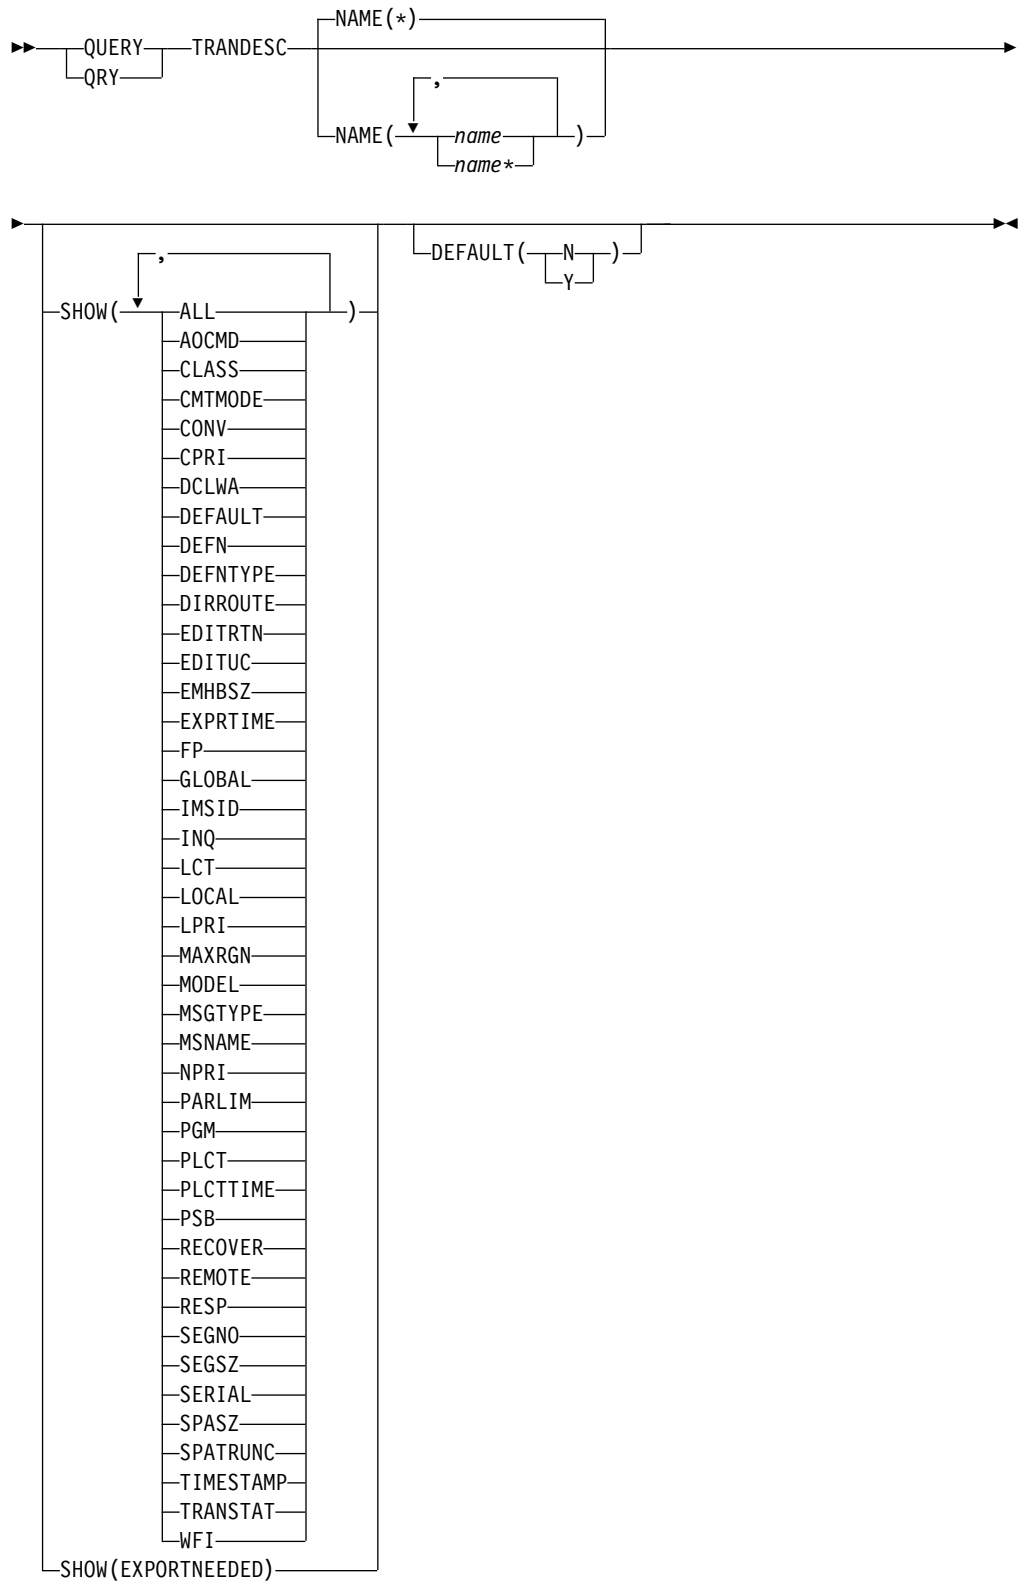 NAME(*)
QUERY TRANDESC
QRY
,
NAME( name )
name*
DEFAULT( N )
Y
,
SHOW( ALL )
AOCMD
CLASS
CMTMODE
CONV
CPRI
DCLWA
DEFAULT
DEFN
DEFNTYPE
DIRROUTE
EDITRTN
EDITUC
EMHBSZ
EXPRTIME
FP
GLOBAL
IMSID
INQ
LCT
LOCAL
LPRI
MAXRGN
MODEL
MSGTYPE
MSNAME
NPRI
PARLIM
PGM
PLCT
PLCTTIME
PSB
RECOVER
REMOTE
RESP
SEGNO
SEGSZ
SERIAL
SPASZ
SPATRUNC
TIMESTAMP
TRANSTAT
WFI
SHOW(EXPORTNEEDED)